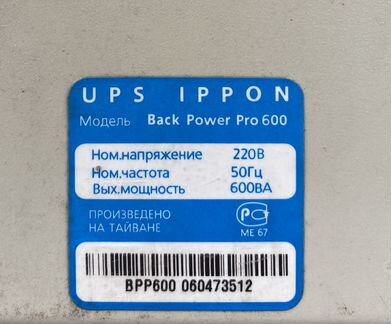 UPS IPPON
Модель Back Power Pro 600
Ном.напряжение 220В
Ном.частота 50Гц
Вых.мощность 600ВА
ПРОИЗВЕДЕНО
НА ТАЙВАНЕ
РСТ
МЕ 67
BPP600 060473512